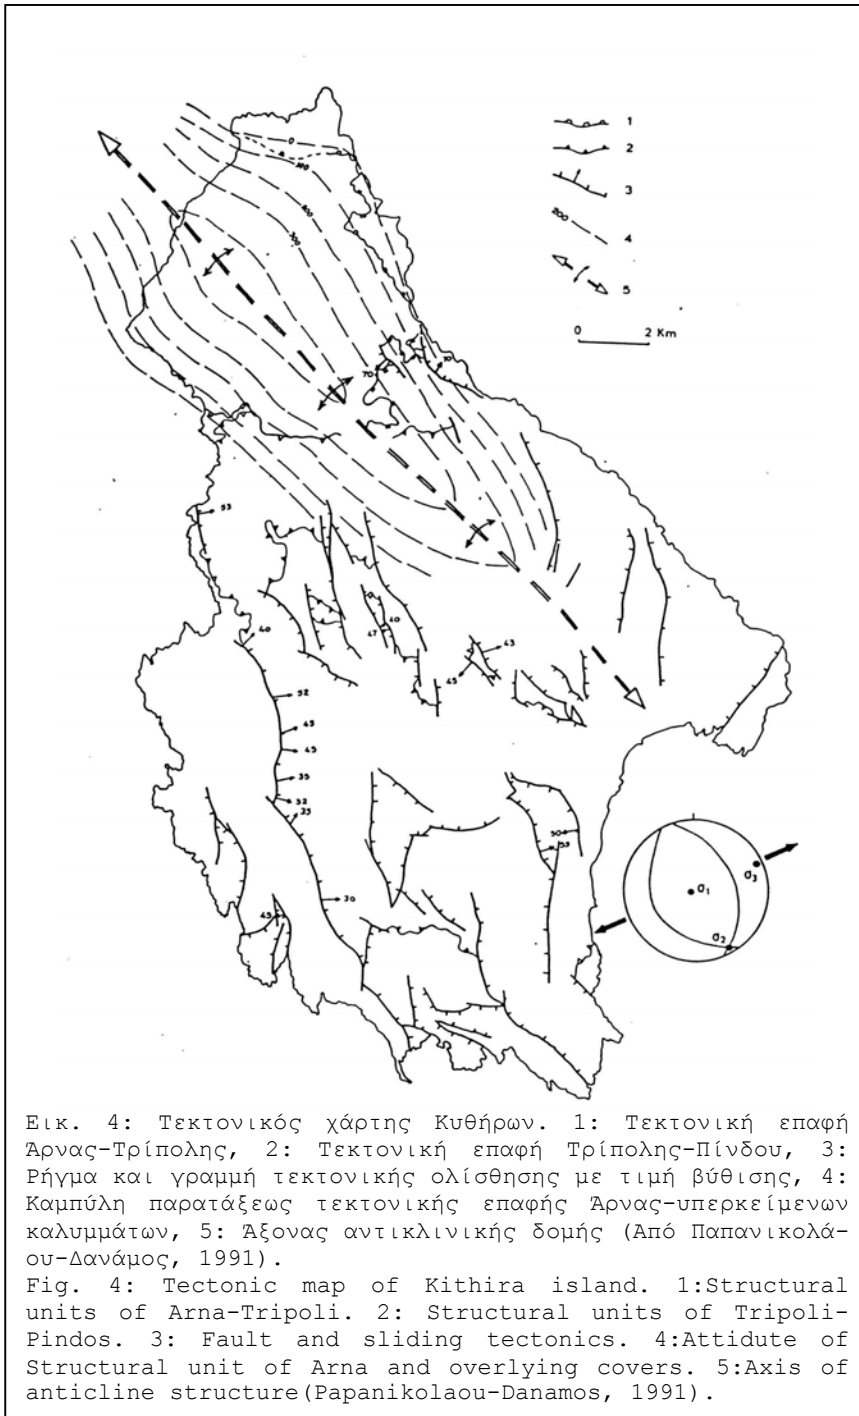 1
2
3
200
4
5
0 2 Km
0
100
300
70
53
40
40
47
43
45
52
45
45
35
32
25
30
45
50
55
σ₁
σ₂
σ₃
Εικ. 4: Τεκτονικός χάρτης Κυθήρων. 1: Τεκτονική επαφή
Άρνας-Τρίπολης, 2: Τεκτονική επαφή Τρίπολης-Πίνδου, 3:
Ρήγμα και γραμμή τεκτονικής ολίσθησης με τιμή βύθισης, 4:
Καμπύλη παρατάξεως τεκτονικής επαφής Άρνας-υπερκείμενων
καλυμμάτων, 5: Άξονας αντικλινικής δομής (Από Παπανικολά-
ου-Δανάμος, 1991).
Fig. 4: Tectonic map of Kithira island. 1:Structural
units of Arna-Tripoli. 2: Structural units of Tripoli-
Pindos. 3: Fault and sliding tectonics. 4:Attidute of
Structural unit of Arna and overlying covers. 5:Axis of
anticline structure(Papanikolaou-Danamos, 1991).